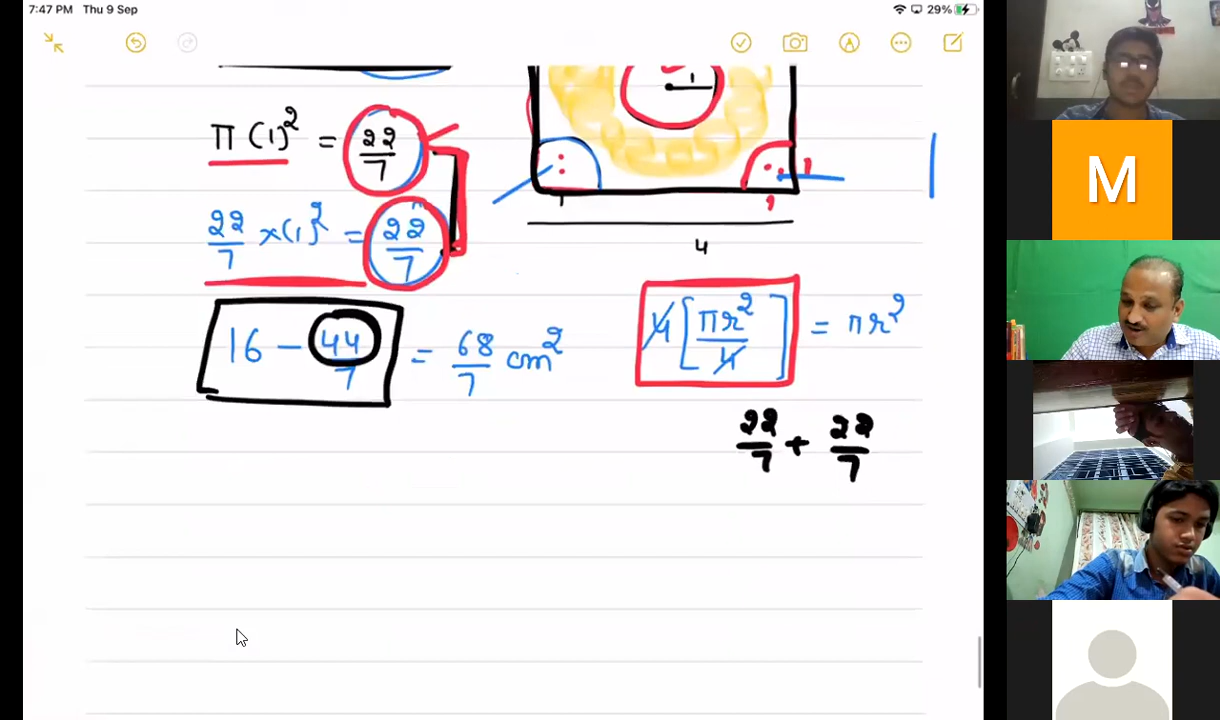 7:47 PM Thu 9 Sep 29%
π (1)² = 22/7
22/7 ×(1)² = 22/7
1
1
1
1
4
16 − 44/7 = 68/7 cm²
4[πr²/4] = πr²
22/7 + 22/7
M